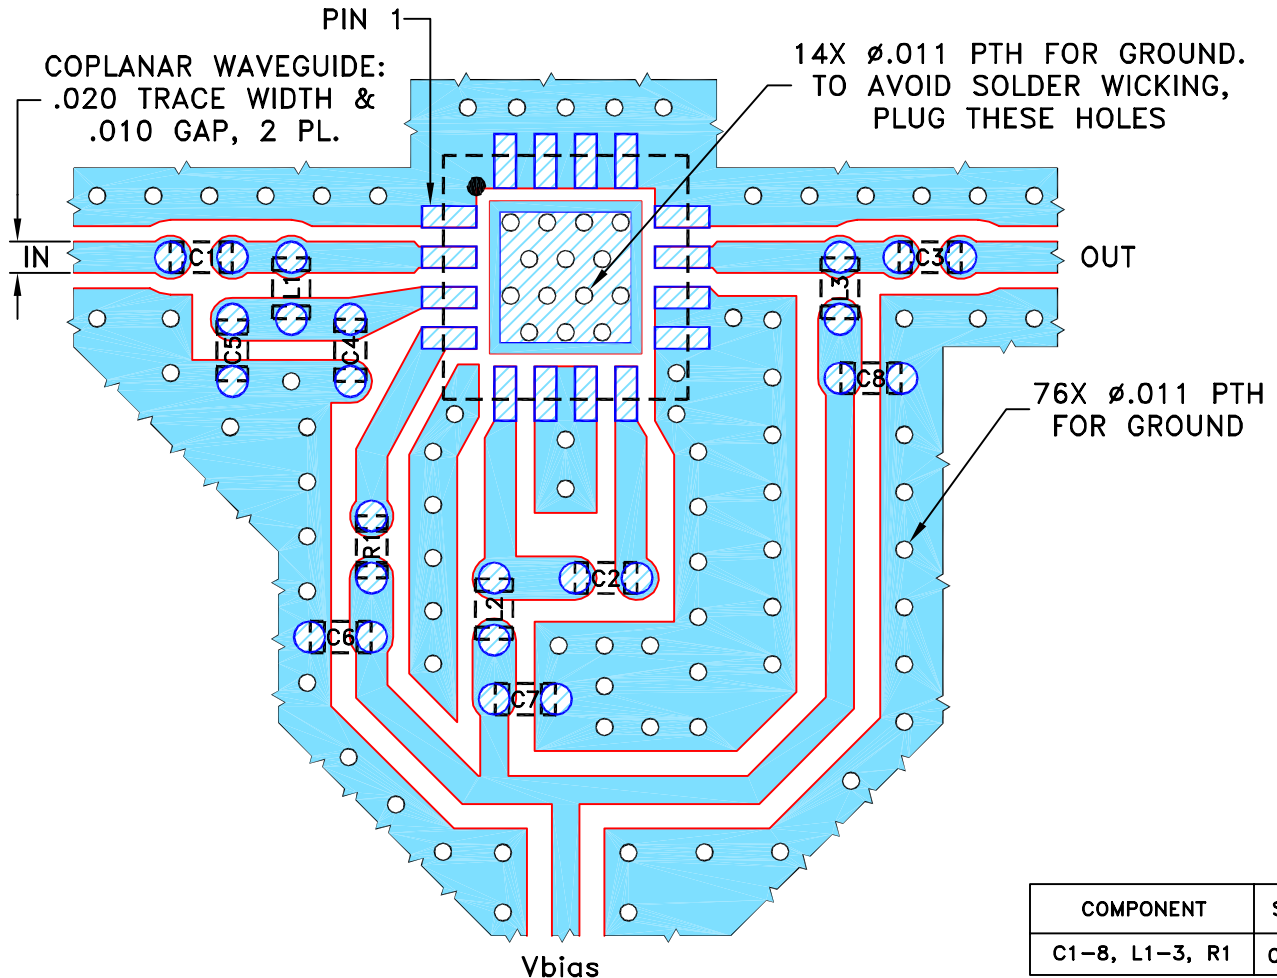 PIN 1
COPLANAR WAVEGUIDE:
.020 TRACE WIDTH &
.010 GAP, 2 PL.
14X ø.011 PTH FOR GROUND.
TO AVOID SOLDER WICKING,
PLUG THESE HOLES
IN
C1
L1
C5
C4
L3
C3
OUT
C8
76X ø.011 PTH
FOR GROUND
R1
C6
L2
C2
C7
Vbias
COMPONENT
C1-8, L1-3, R1